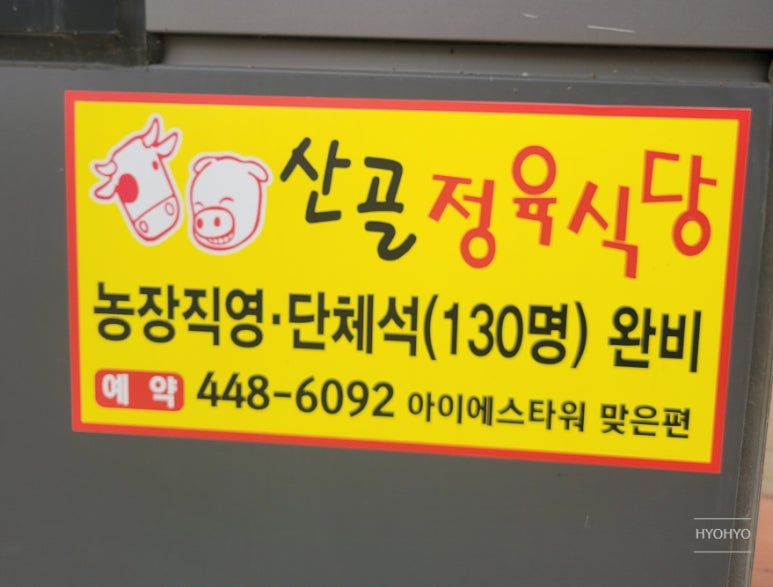 산골 정육식당
농장직영·단체석(130명) 완비
예 약 448-6092 아이에스타워 맞은편
HYOHYO